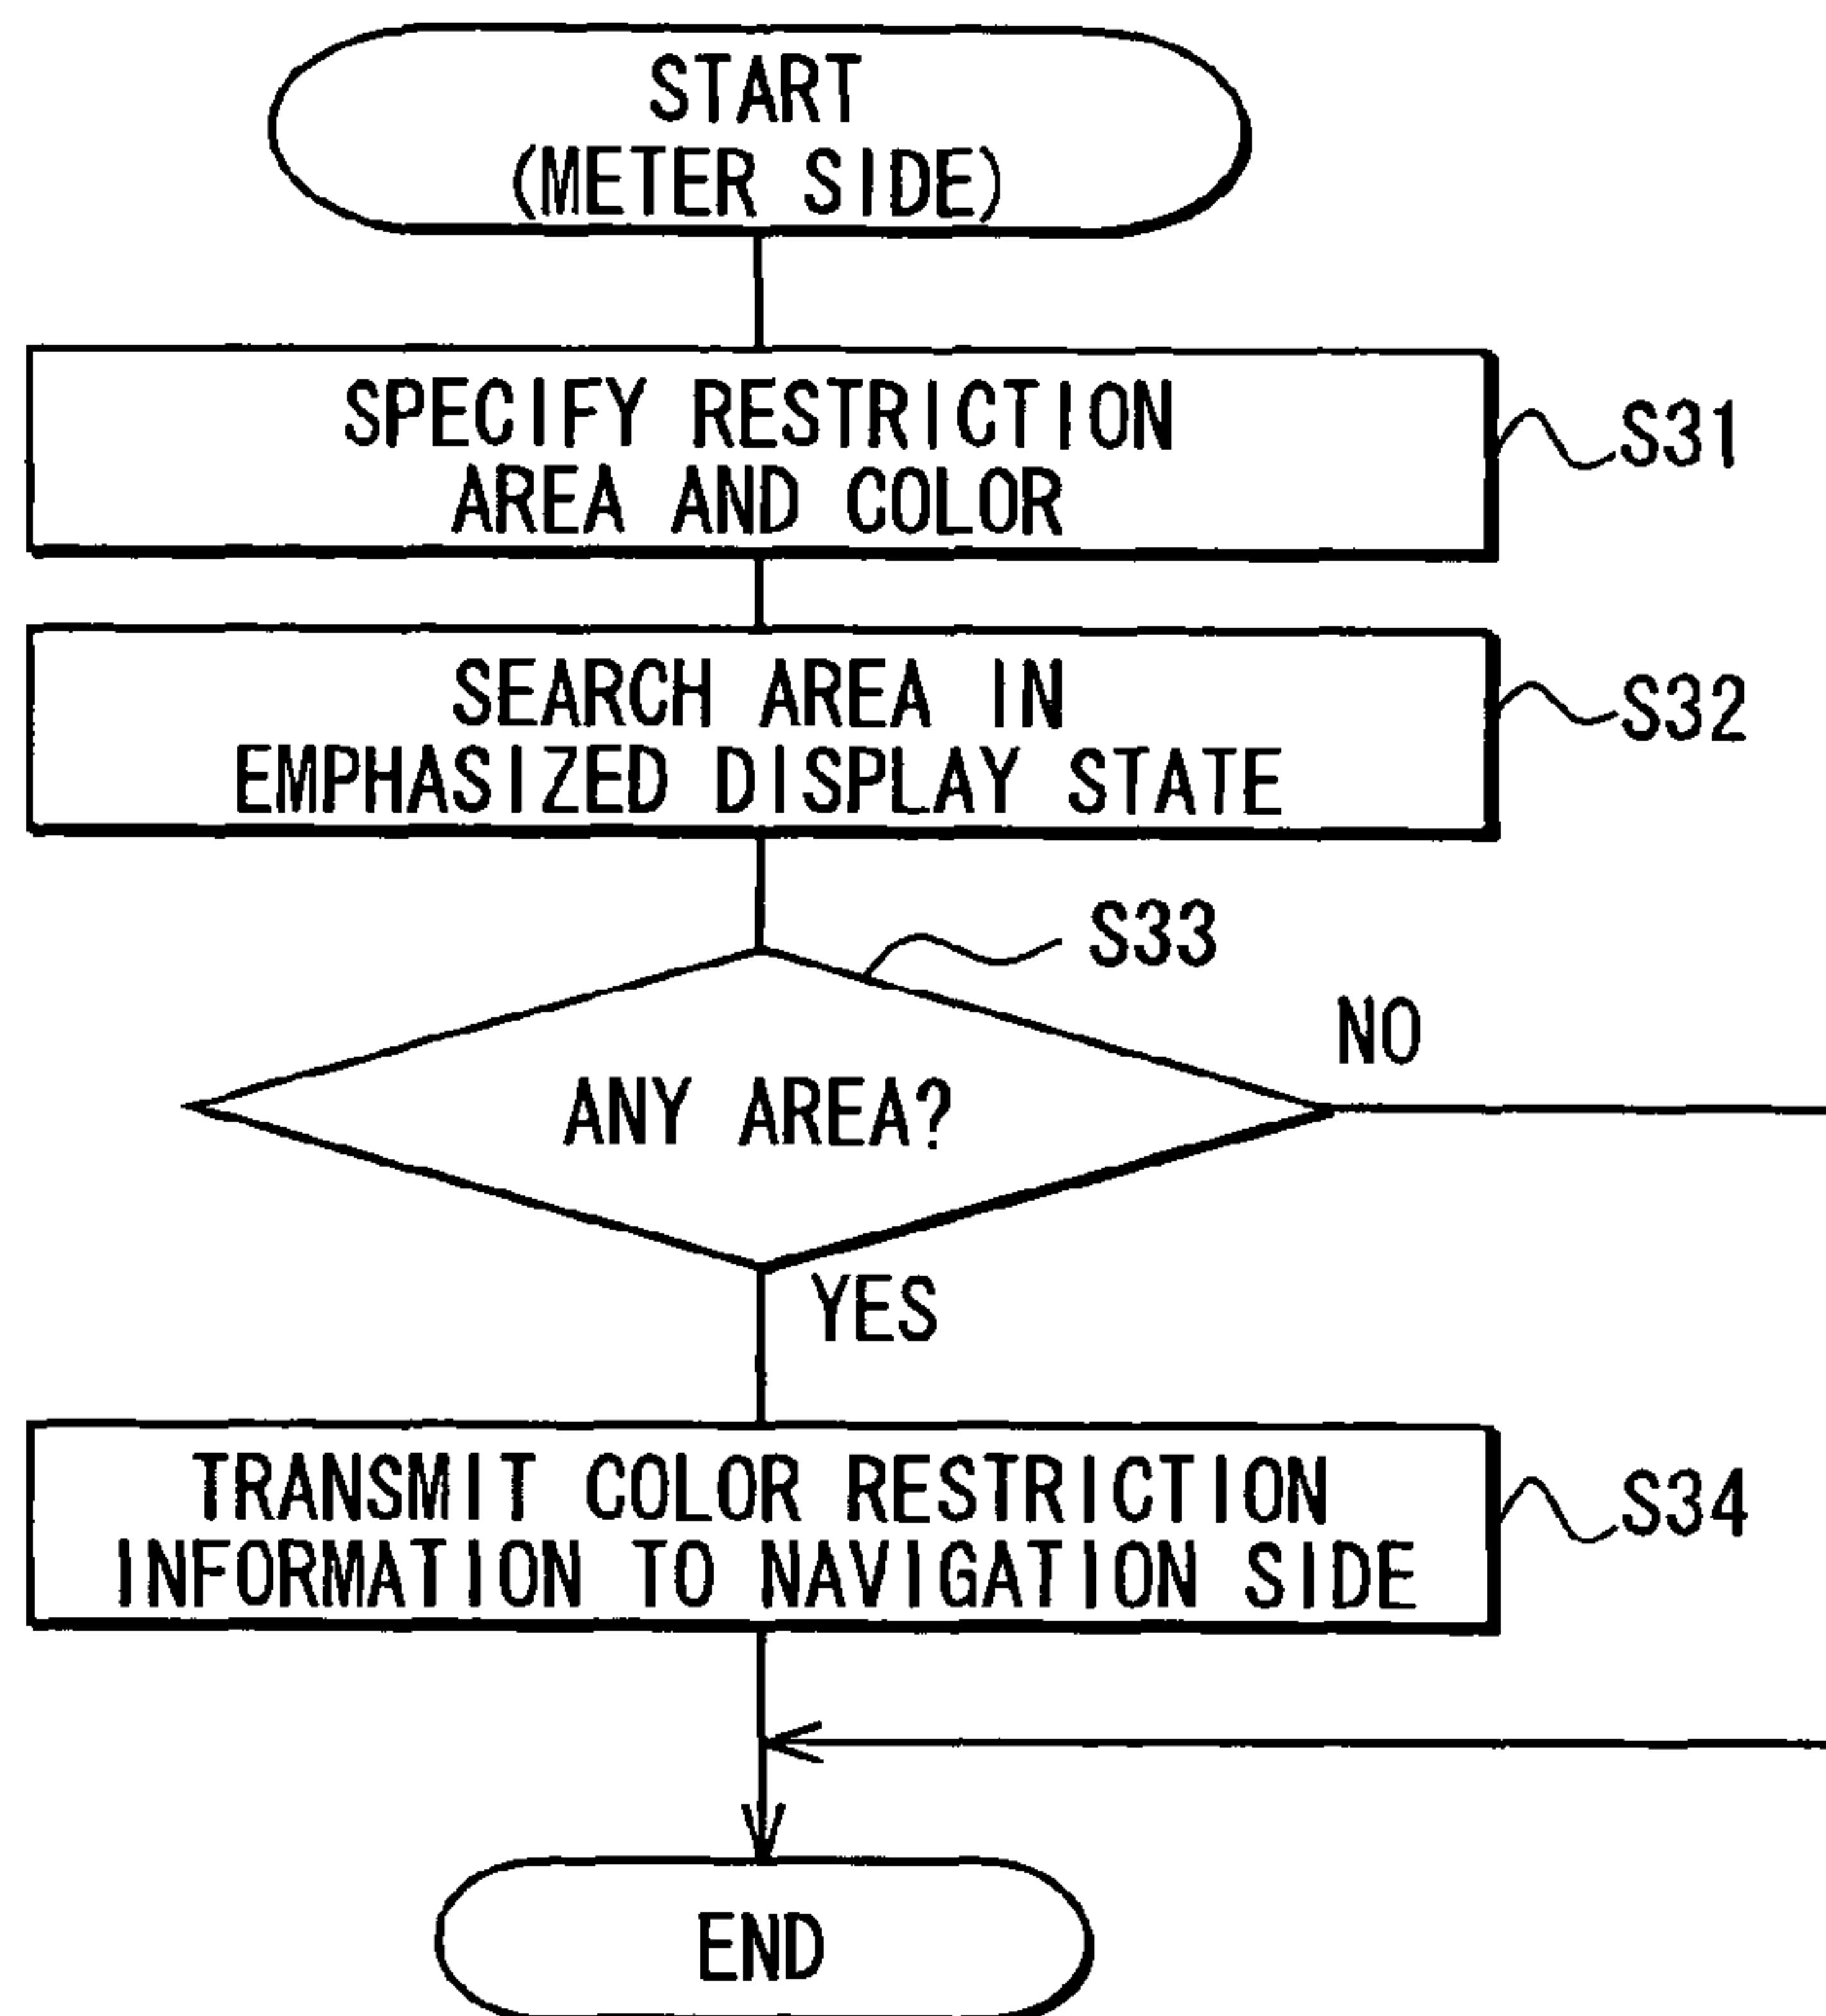 START
(METER SIDE)
SPECIFY RESTRICTION
AREA AND COLOR
S31
SEARCH AREA IN
EMPHASIZED DISPLAY STATE
S32
S33
NO
ANY AREA?
YES
TRANSMIT COLOR RESTRICTION
INFORMATION TO NAVIGATION SIDE
S34
END